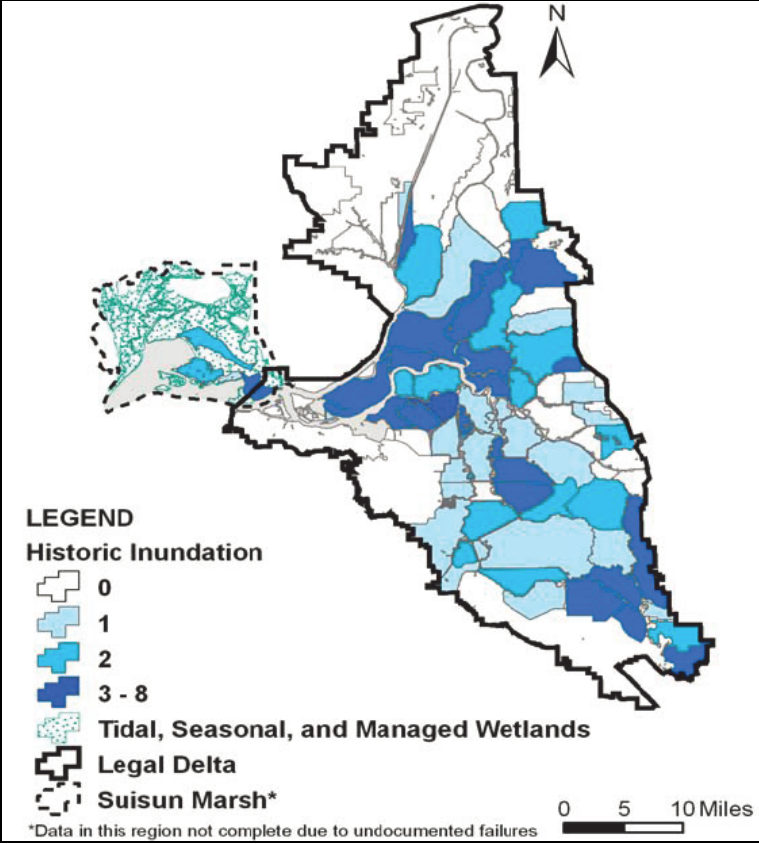 N
LEGEND
Historic Inundation
0
1
2
3 - 8
Tidal, Seasonal, and Managed Wetlands
Legal Delta
Suisun Marsh*
*Data in this region not complete due to undocumented failures
0 5 10 Miles